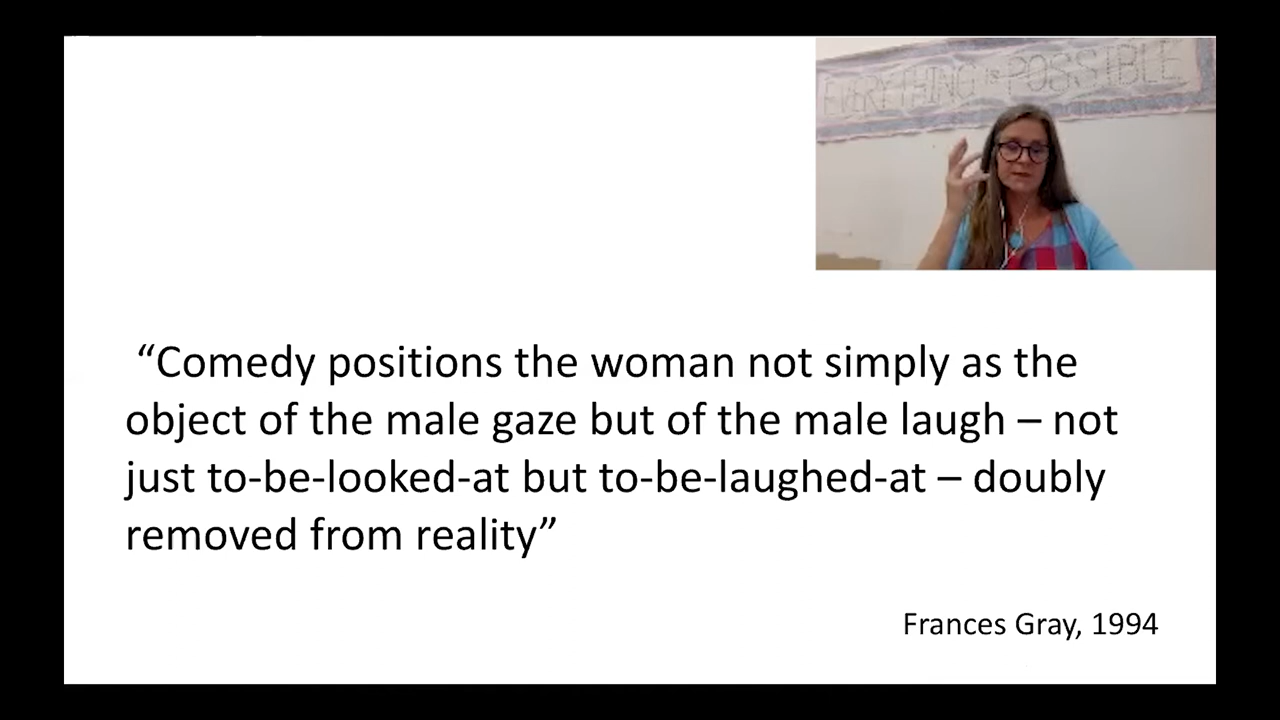 EVERYTHING is POSSIBLE
“Comedy positions the woman not simply as the
object of the male gaze but of the male laugh – not
just to-be-looked-at but to-be-laughed-at – doubly
removed from reality”
Frances Gray, 1994